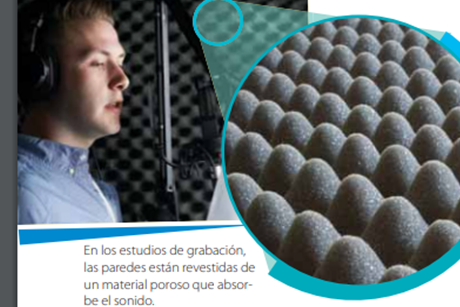 En los estudios de grabación,
las paredes están revestidas de
un material poroso que absor-
be el sonido.